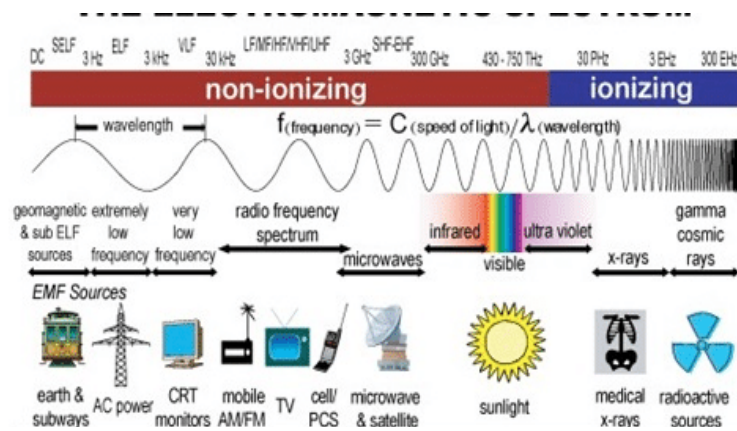 THE ELECTROMAGNETIC SPECTRUM
DC SELF 3 Hz ELF 3 kHz VLF 30 kHz LF/MF/HF/VHF/UHF 3 GHz SHF-EHF 300 GHz 430 - 750 THz 30 PHz 3 EHz 300 EHz
non-ionizing ionizing
wavelength f(frequency) = C (speed of light) / λ (wavelength)
geomagnetic & sub ELF sources
extremely low frequency
very low frequency
radio frequency spectrum
microwaves
infrared
visible
ultra violet
x-rays
gamma cosmic rays
EMF Sources
earth & subways
AC power
CRT monitors
mobile AM/FM
TV
cell/ PCS
microwave & satellite
sunlight
medical x-rays
radioactive sources